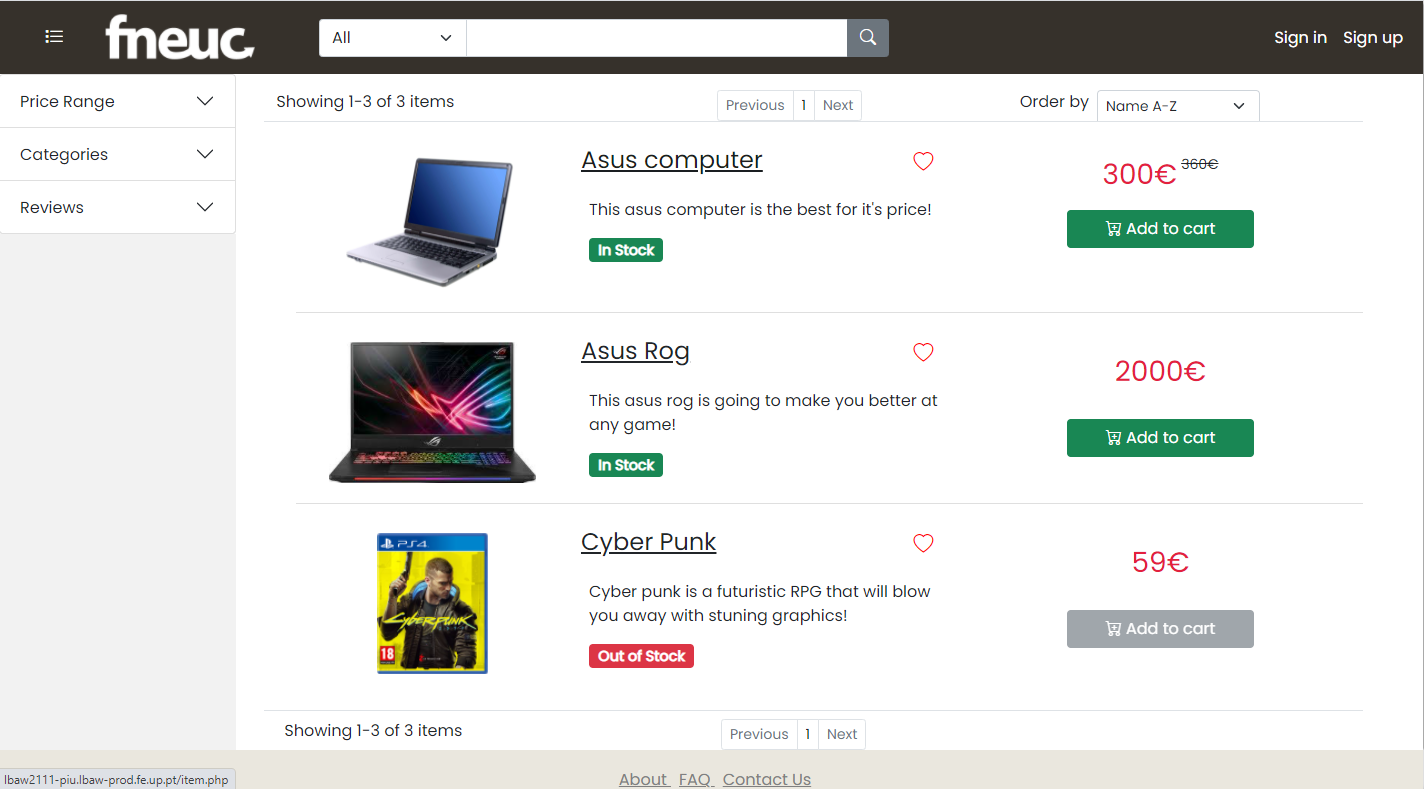 fneuc
All
Sign in Sign up
Price Range
Categories
Reviews
Showing 1-3 of 3 items
Previous 1 Next
Order by Name A-Z
Asus computer
This asus computer is the best for it's price!
In Stock
300€ 360€
Add to cart
Asus Rog
This asus rog is going to make you better at
any game!
In Stock
2000€
Add to cart
PS4
Cyberpunk
18
Cyber Punk
Cyber punk is a futuristic RPG that will blow
you away with stuning graphics!
Out of Stock
59€
Add to cart
Showing 1-3 of 3 items
Previous 1 Next
About FAQ Contact Us
lbaw2111-piu.lbaw-prod.fe.up.pt/item.php